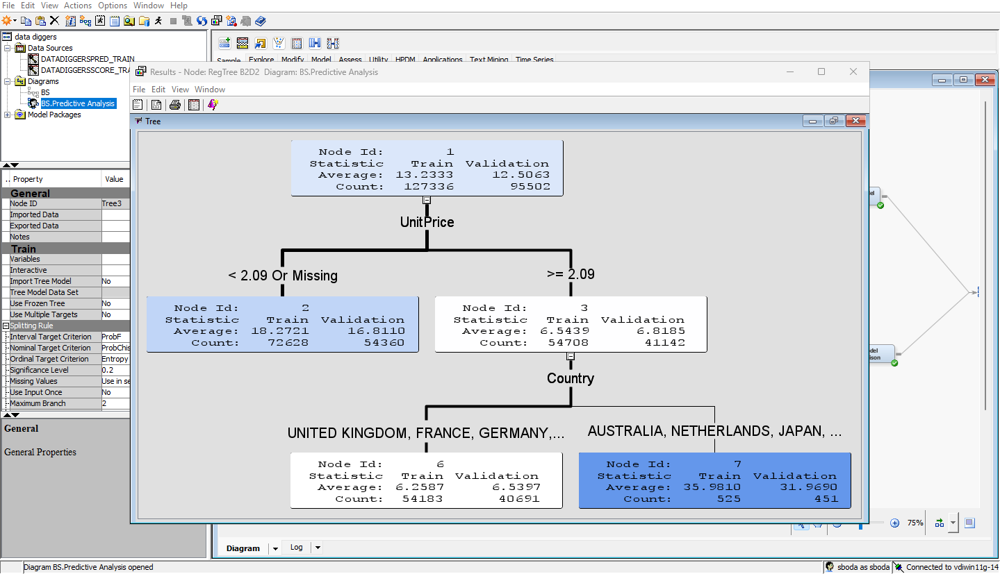 File Edit View Actions Options Window Help
data diggers
Data Sources
DATADIGGERSPRED_TRAIN
DATADIGGERSSCORE_TRA
Diagrams
BS
BS.Predictive Analysis
Model Packages
Sample Explore Modify Model Assess Utility HPDM Applications Text Mining Time Series
.. Property Value
General
Node ID Tree3
Imported Data
Exported Data
Notes
Train
Variables
Interactive
Import Tree Model No
Tree Model Data Set
Use Frozen Tree No
Use Multiple Targets No
Splitting Rule
Interval Target Criterion ProbF
Nominal Target Criterion ProbChis
Ordinal Target Criterion Entropy
Significance Level 0.2
Missing Values Use in se
Use Input Once No
Maximum Branch 2
General
General Properties
Results - Node: RegTree B2D2 Diagram: BS.Predictive Analysis
File Edit View Window
Tree
Node Id: 1
Statistic Train Validation
Average: 13.2333 12.5063
Count: 127336 95502
UnitPrice
< 2.09 Or Missing
>= 2.09
Node Id: 2
Statistic Train Validation
Average: 18.2721 16.8110
Count: 72628 54360
Node Id: 3
Statistic Train Validation
Average: 6.5439 6.8185
Count: 54708 41142
Country
UNITED KINGDOM, FRANCE, GERMANY,...
AUSTRALIA, NETHERLANDS, JAPAN, ...
Node Id: 6
Statistic Train Validation
Average: 6.2587 6.5397
Count: 54183 40691
Node Id: 7
Statistic Train Validation
Average: 35.9810 31.9690
Count: 525 451
75%
Diagram Log
Diagram BS.Predictive Analysis opened
sboda as sboda
Connected to vdiwin11g-14